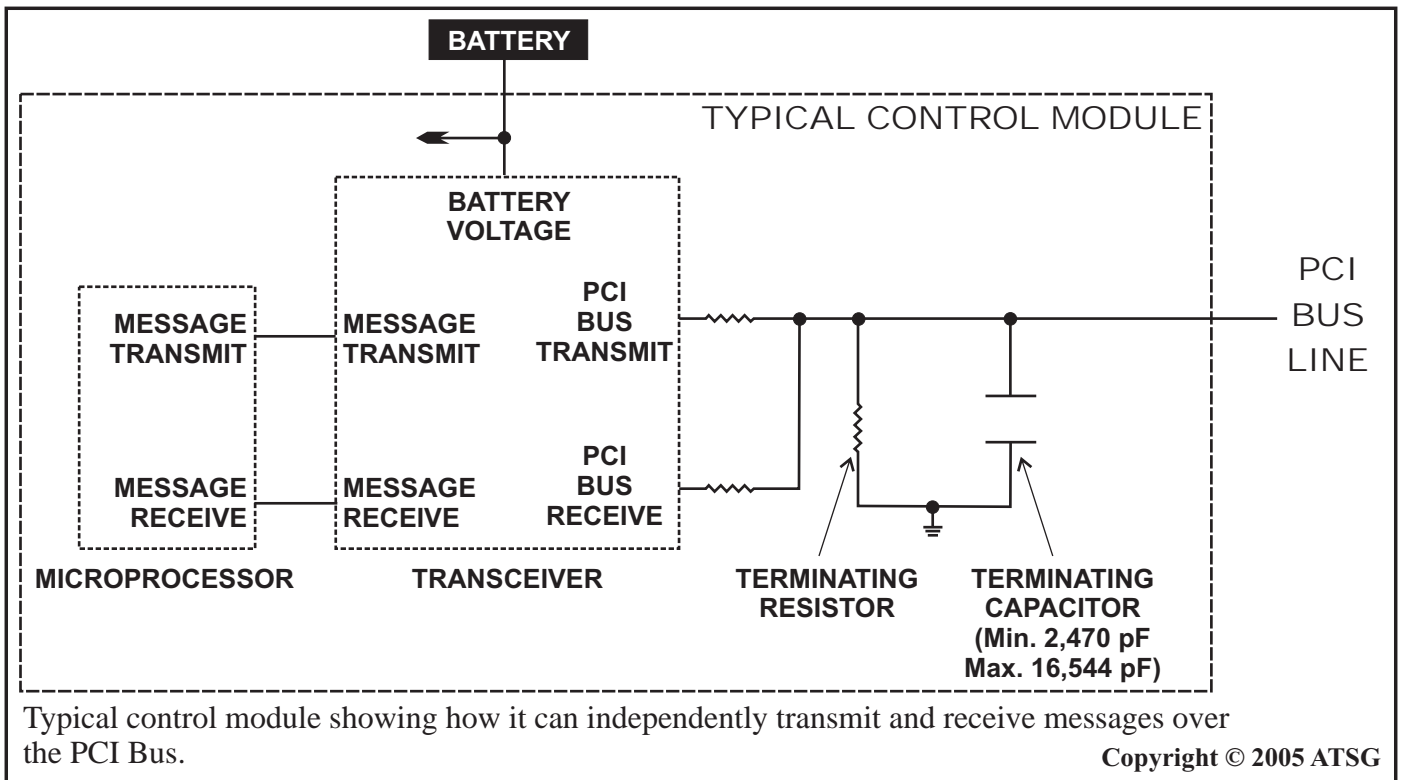 BATTERY
TYPICAL CONTROL MODULE
BATTERY
VOLTAGE
PCI
BUS
TRANSMIT
MESSAGE
TRANSMIT
MESSAGE
TRANSMIT
PCI
BUS
LINE
MESSAGE
RECEIVE
MESSAGE
RECEIVE
PCI
BUS
RECEIVE
MICROPROCESSOR
TRANSCEIVER
TERMINATING
RESISTOR
TERMINATING
CAPACITOR
(Min. 2,470 pF
Max. 16,544 pF)
Typical control module showing how it can independently transmit and receive messages over
the PCI Bus.
Copyright © 2005 ATSG